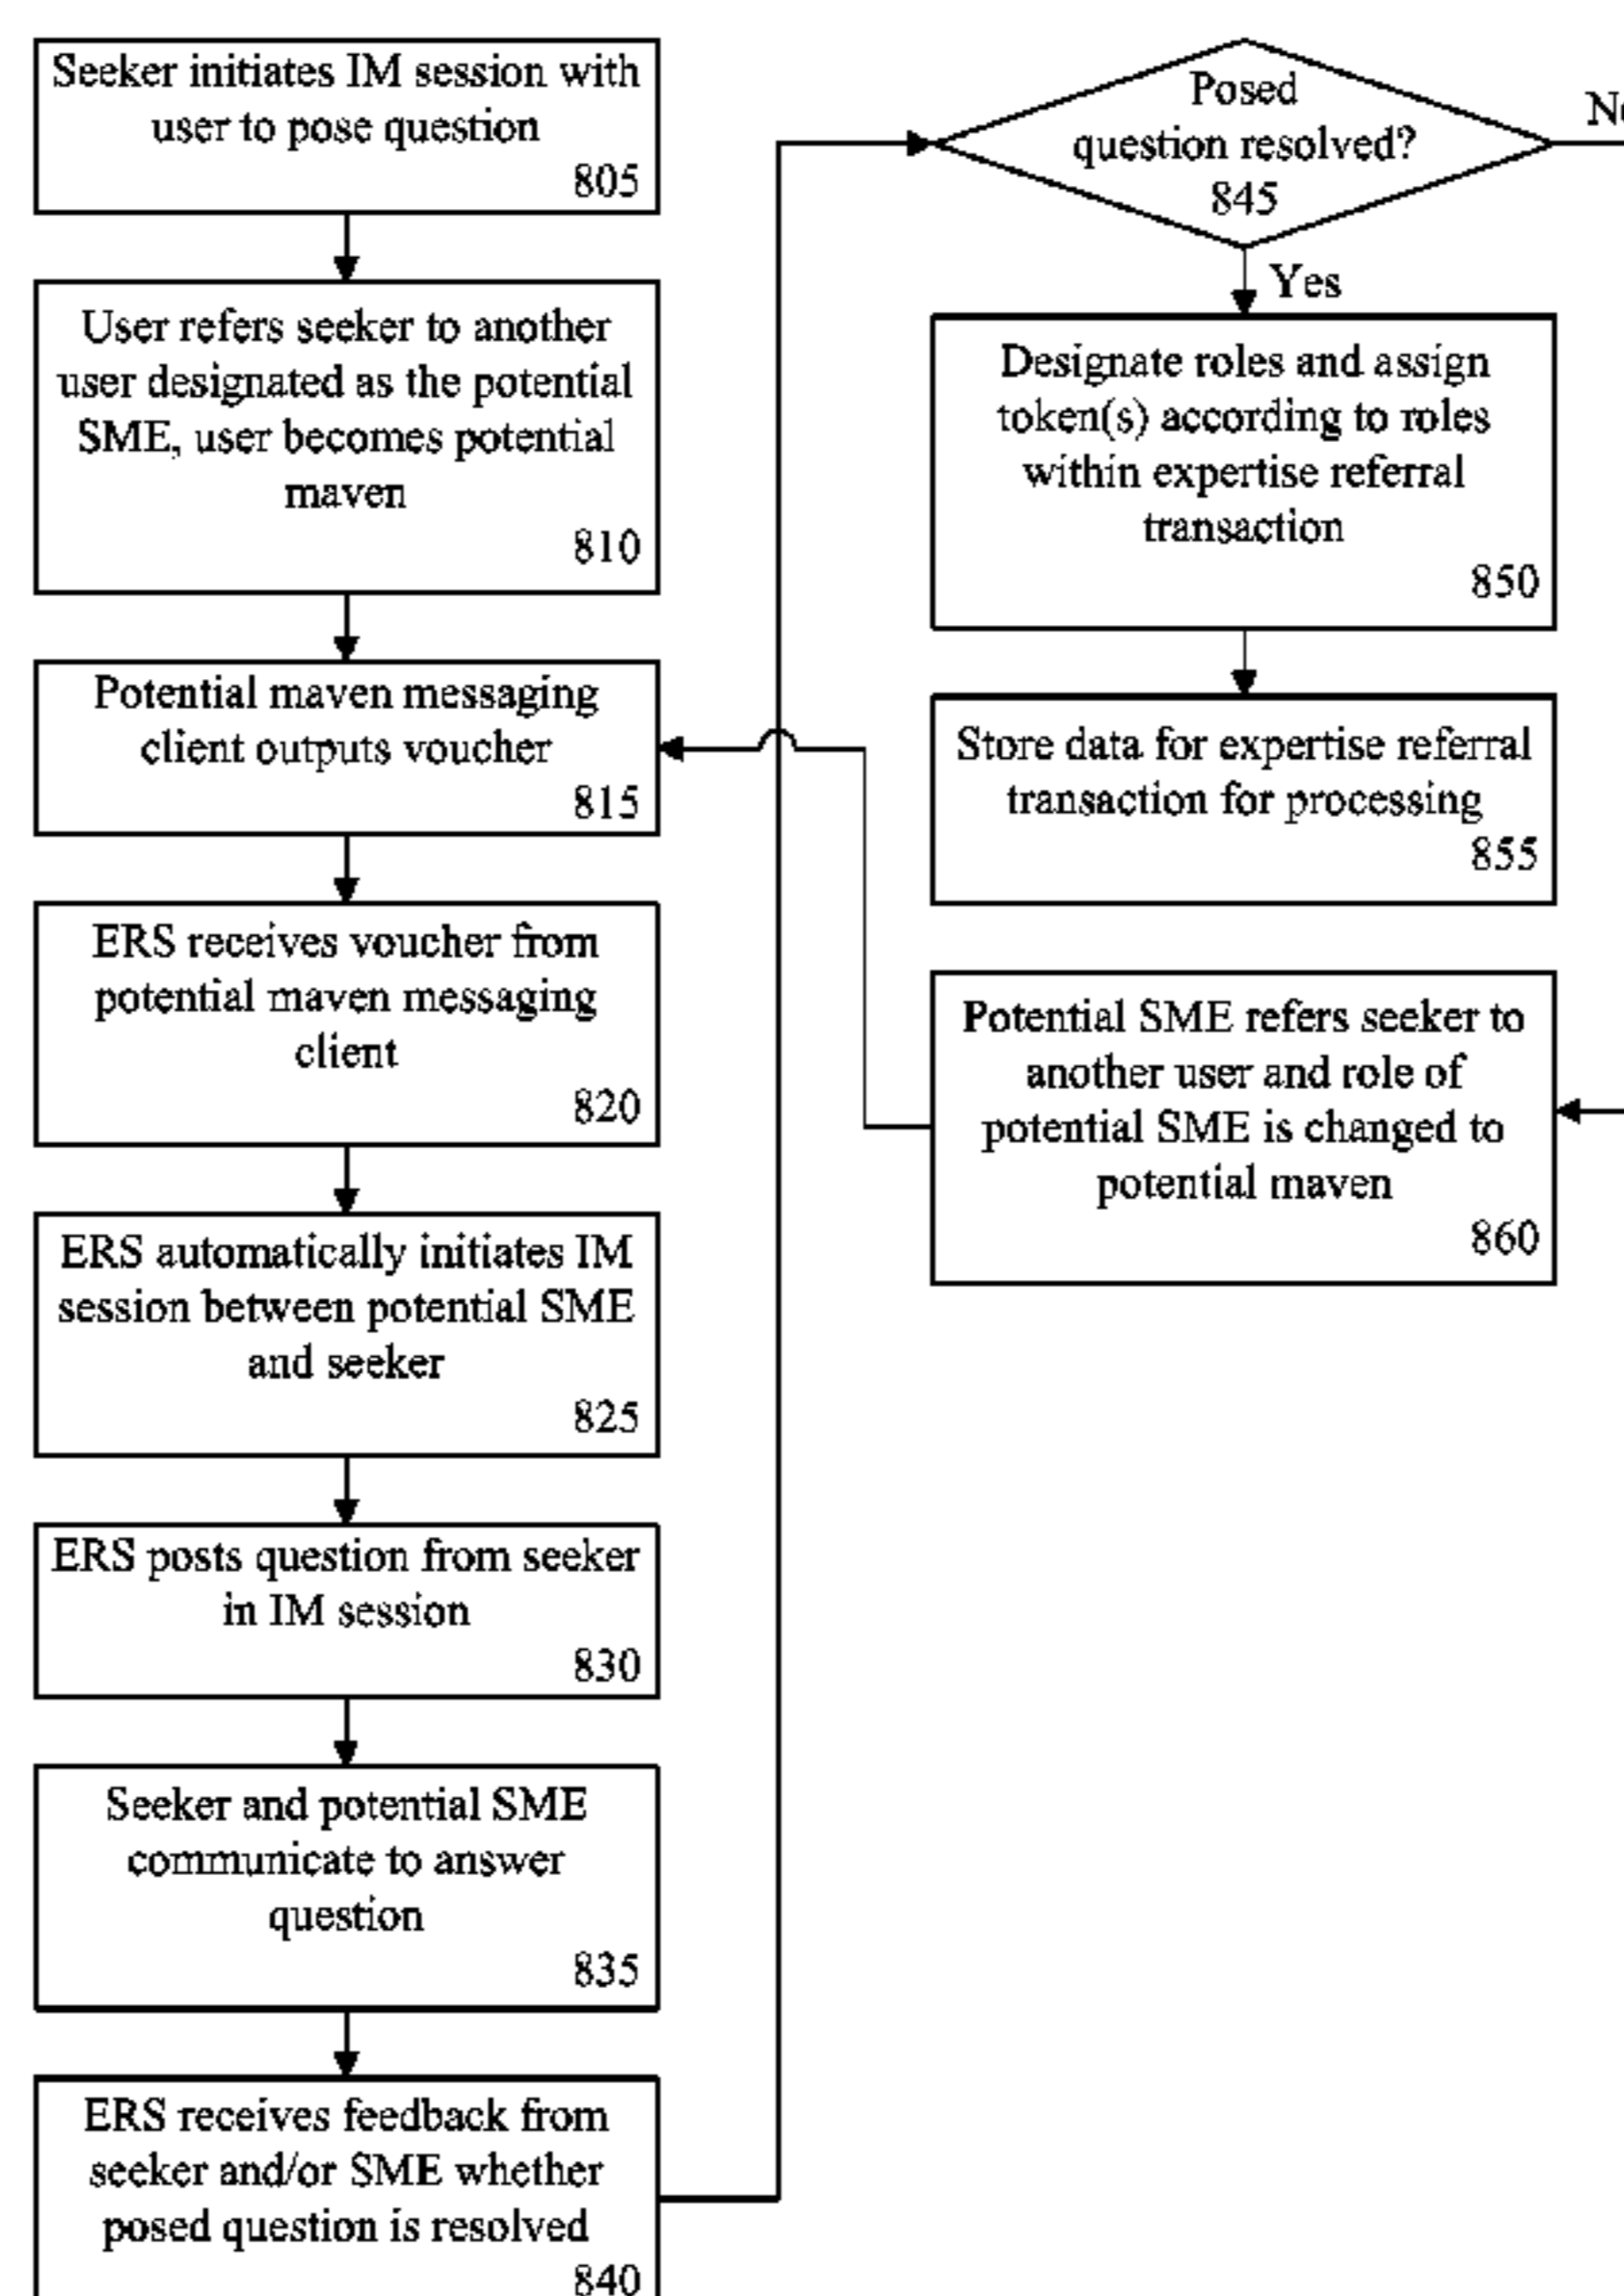 Seeker initiates IM session with
user to pose question
805
User refers seeker to another
user designated as the potential
SME, user becomes potential
maven
810
Potential maven messaging
client outputs voucher
815
ERS receives voucher from
potential maven messaging
client
820
ERS automatically initiates IM
session between potential SME
and seeker
825
ERS posts question from seeker
in IM session
830
Seeker and potential SME
communicate to answer
question
835
ERS receives feedback from
seeker and/or SME whether
posed question is resolved
840
Posed
question resolved?
845
Yes
Designate roles and assign
token(s) according to roles
within expertise referral
transaction
850
Store data for expertise referral
transaction for processing
855
Potential SME refers seeker to
another user and role of
potential SME is changed to
potential maven
860